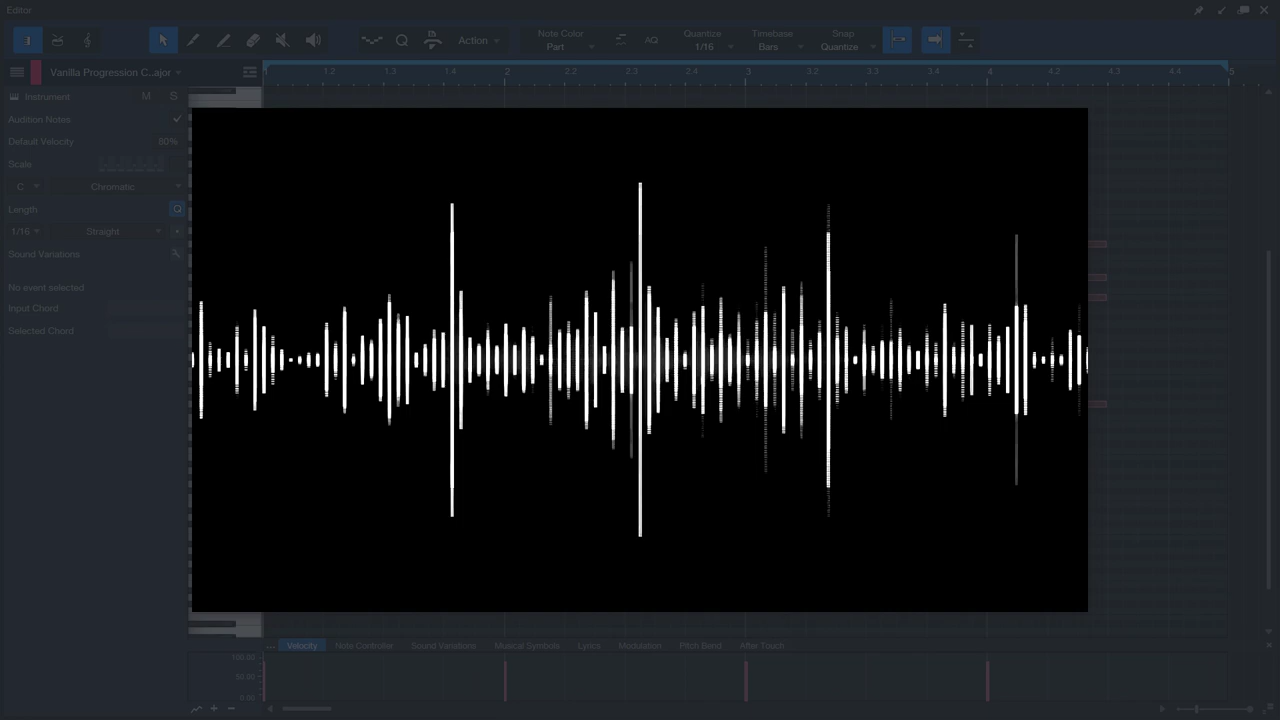 Editor
Action
Note Color
Part
AQ
Quantize
1/16
Timebase
Bars
Snap
Quantize
Vanilla Progression C..ajor
1
1.2
1.3
1.4
2
2.2
2.3
2.4
3
3.2
3.3
3.4
4
4.2
4.3
4.4
5
Instrument
M
S
Audition Notes
Default Velocity
80%
Scale
C
Chromatic
Length
Q
1/16
Straight
Sound Variations
No event selected
Input Chord
Selected Chord
... Velocity
Note Controller
Sound Variations
Musical Symbols
Lyrics
Modulation
Pitch Bend
After Touch
100.00
50.00
0.00